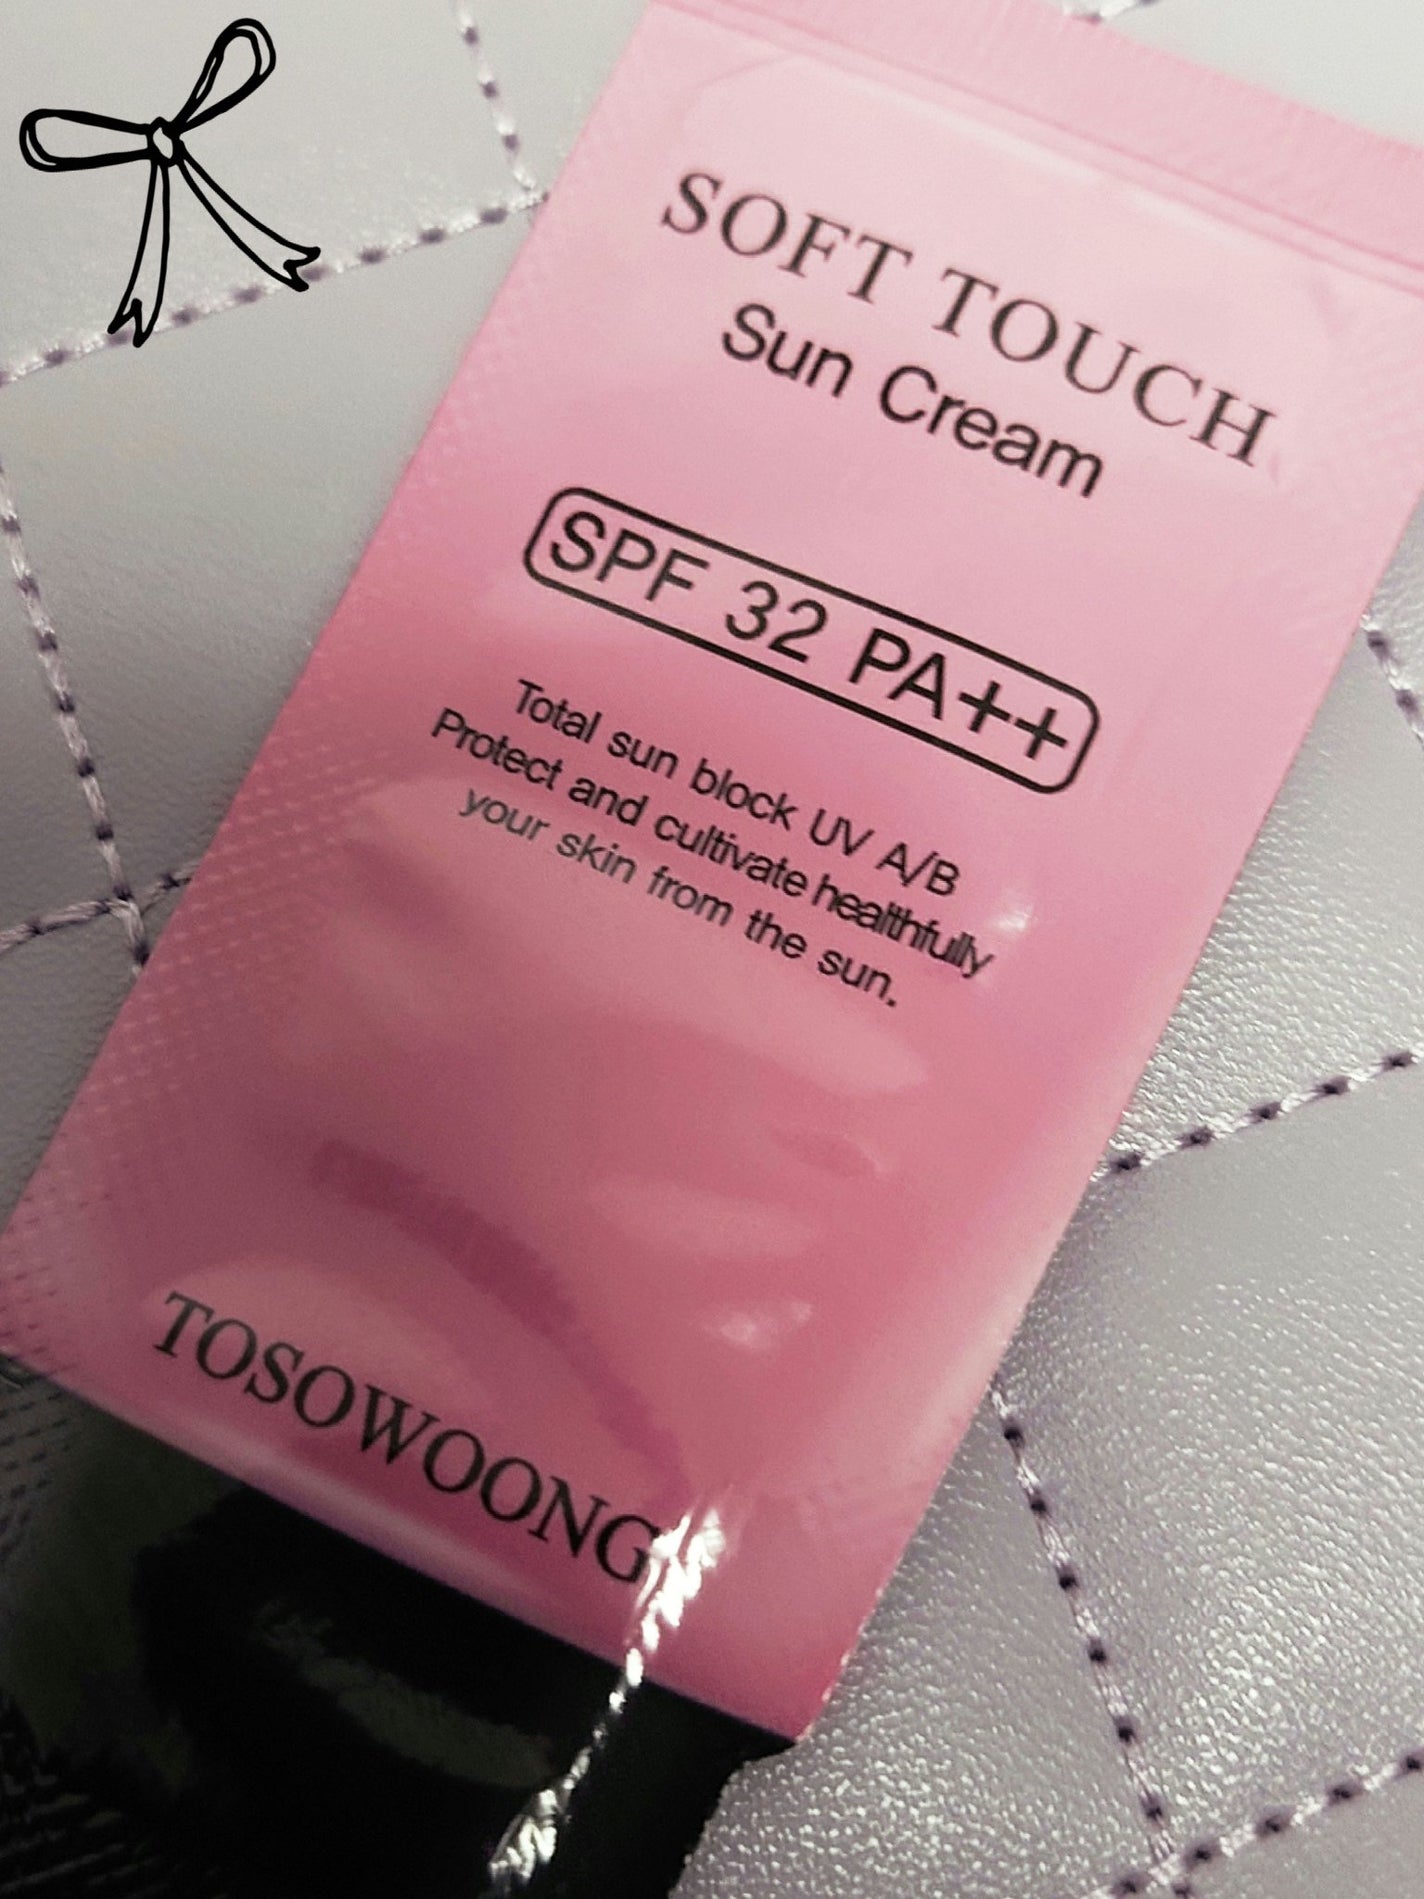 SOFT TOUCH
Sun Cream
SPF 32 PA++
Total sun block UV A/B
Protect and cultivate healthfully
your skin from the sun.
TOSOWOONG